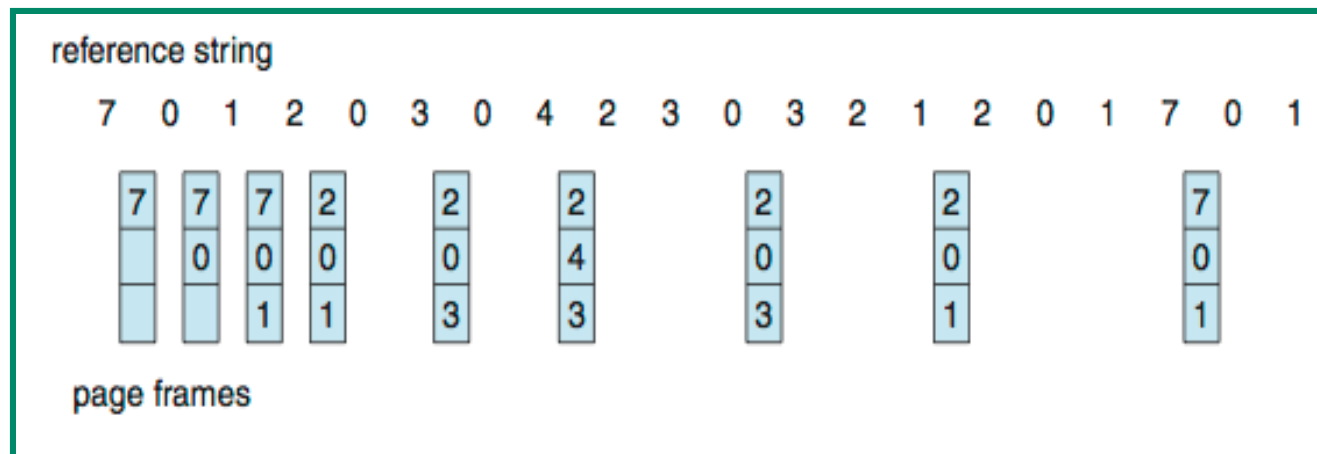 reference string
7 0 1 2 0 3 0 4 2 3 0 3 2 1 2 0 1 7 0 1
7 7 7 2 2 2 2 2 7
0 0 0 0 4 0 0 0
1 1 3 3 3 1 1
page frames